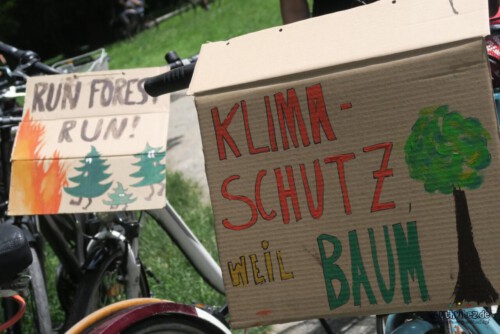 RUN FOREST
RUN!
KLIMA-
SCHUTZ,
WEIL
BAUM